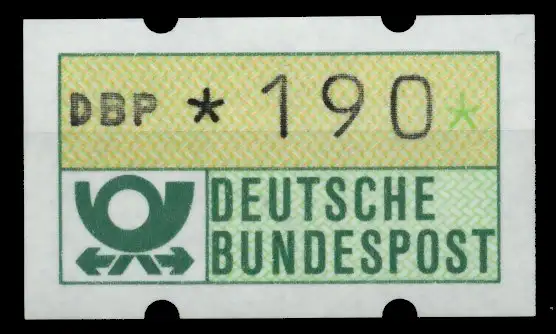 DBP * 190*
DEUTSCHE
BUNDESPOST